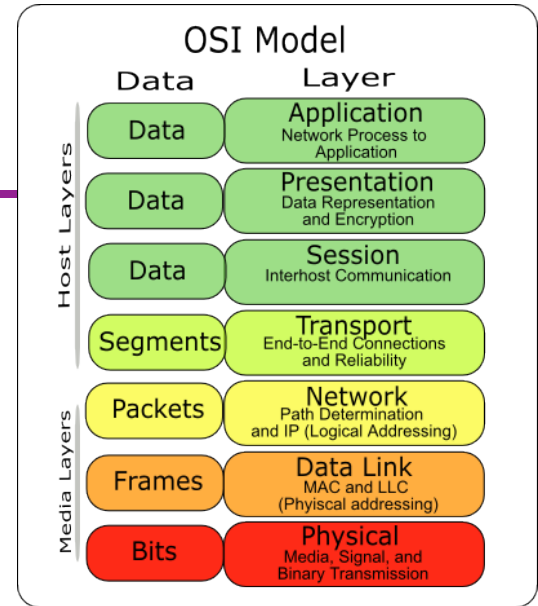 OSI Model
Data Layer
Host Layers
Data Application
Network Process to
Application
Data Presentation
Data Representation
and Encryption
Data Session
Interhost Communication
Segments Transport
End-to-End Connections
and Reliability
Media Layers
Packets Network
Path Determination
and IP (Logical Addressing)
Frames Data Link
MAC and LLC
(Phyiscal addressing)
Bits Physical
Media, Signal, and
Binary Transmission